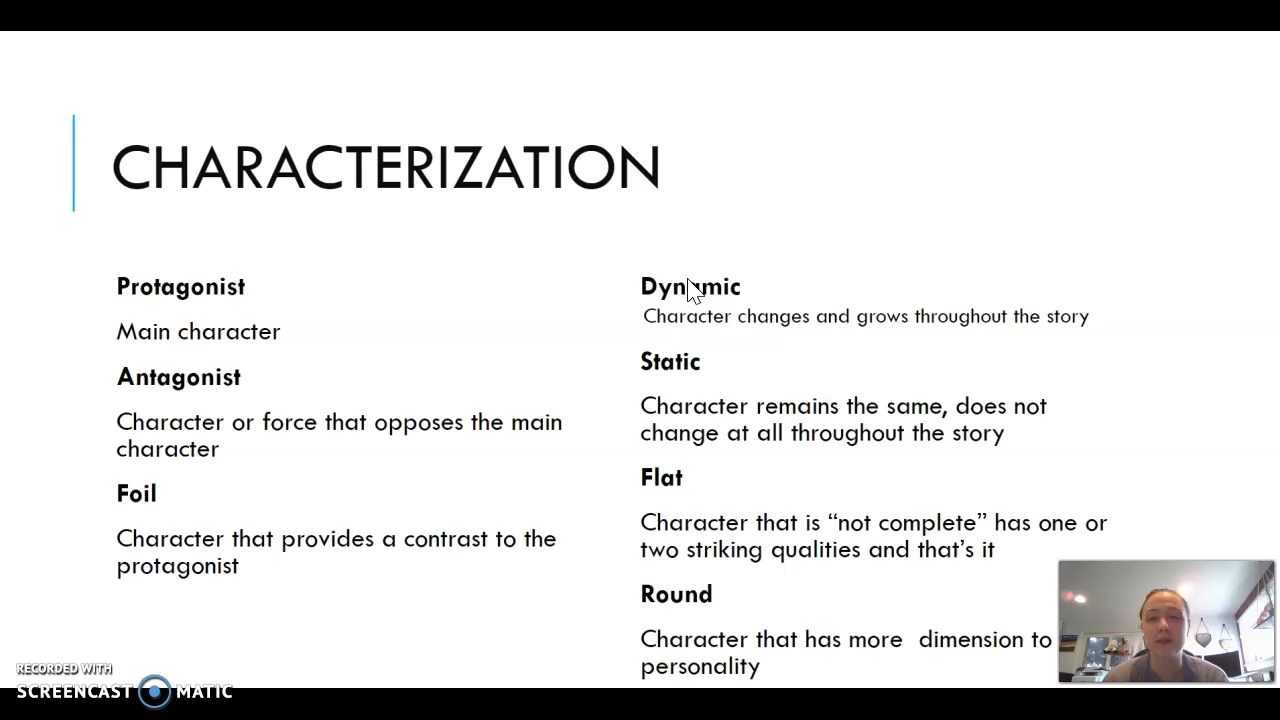 CHARACTERIZATION
Protagonist
Main character
Antagonist
Character or force that opposes the main
character
Foil
Character that provides a contrast to the
protagonist
Dynamic
Character changes and grows throughout the story
Static
Character remains the same, does not
change at all throughout the story
Flat
Character that is “not complete” has one or
two striking qualities and that’s it
Round
Character that has more  dimension to
personality
RECORDED WITH
SCREENCAST MATIC